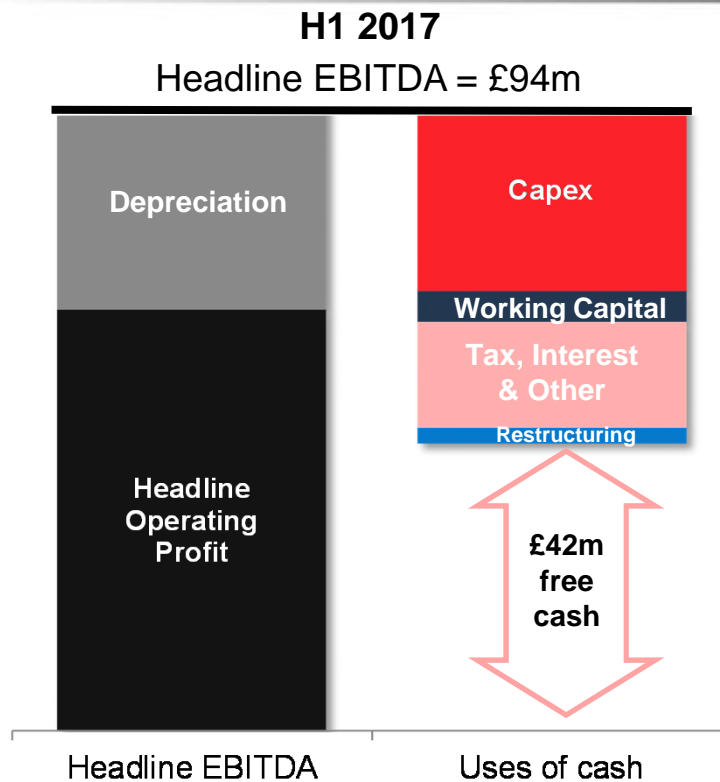 H1 2017
Headline EBITDA = £94m
Depreciation
Headline
Operating
Profit
Capex
Working Capital
Tax, Interest
& Other
Restructuring
£42m
free
cash
Headline EBITDA
Uses of cash